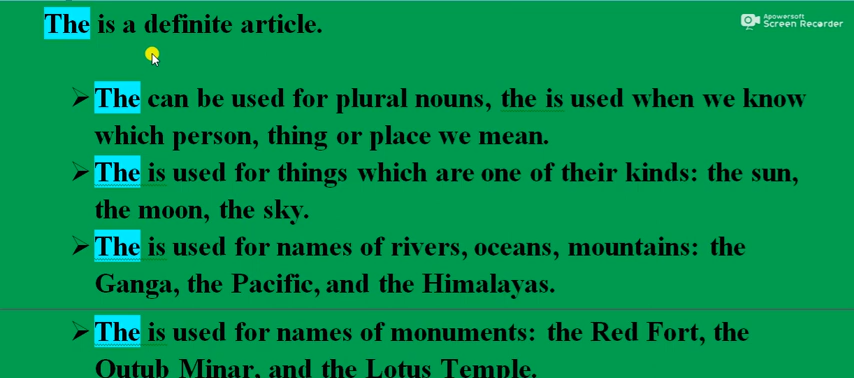 The is a definite article.
Apowersoft
Screen Recorder
➢ The can be used for plural nouns, the is used when we know
which person, thing or place we mean.
➢ The is used for things which are one of their kinds: the sun,
the moon, the sky.
➢ The is used for names of rivers, oceans, mountains: the
Ganga, the Pacific, and the Himalayas.
➢ The is used for names of monuments: the Red Fort, the
Qutub Minar, and the Lotus Temple.